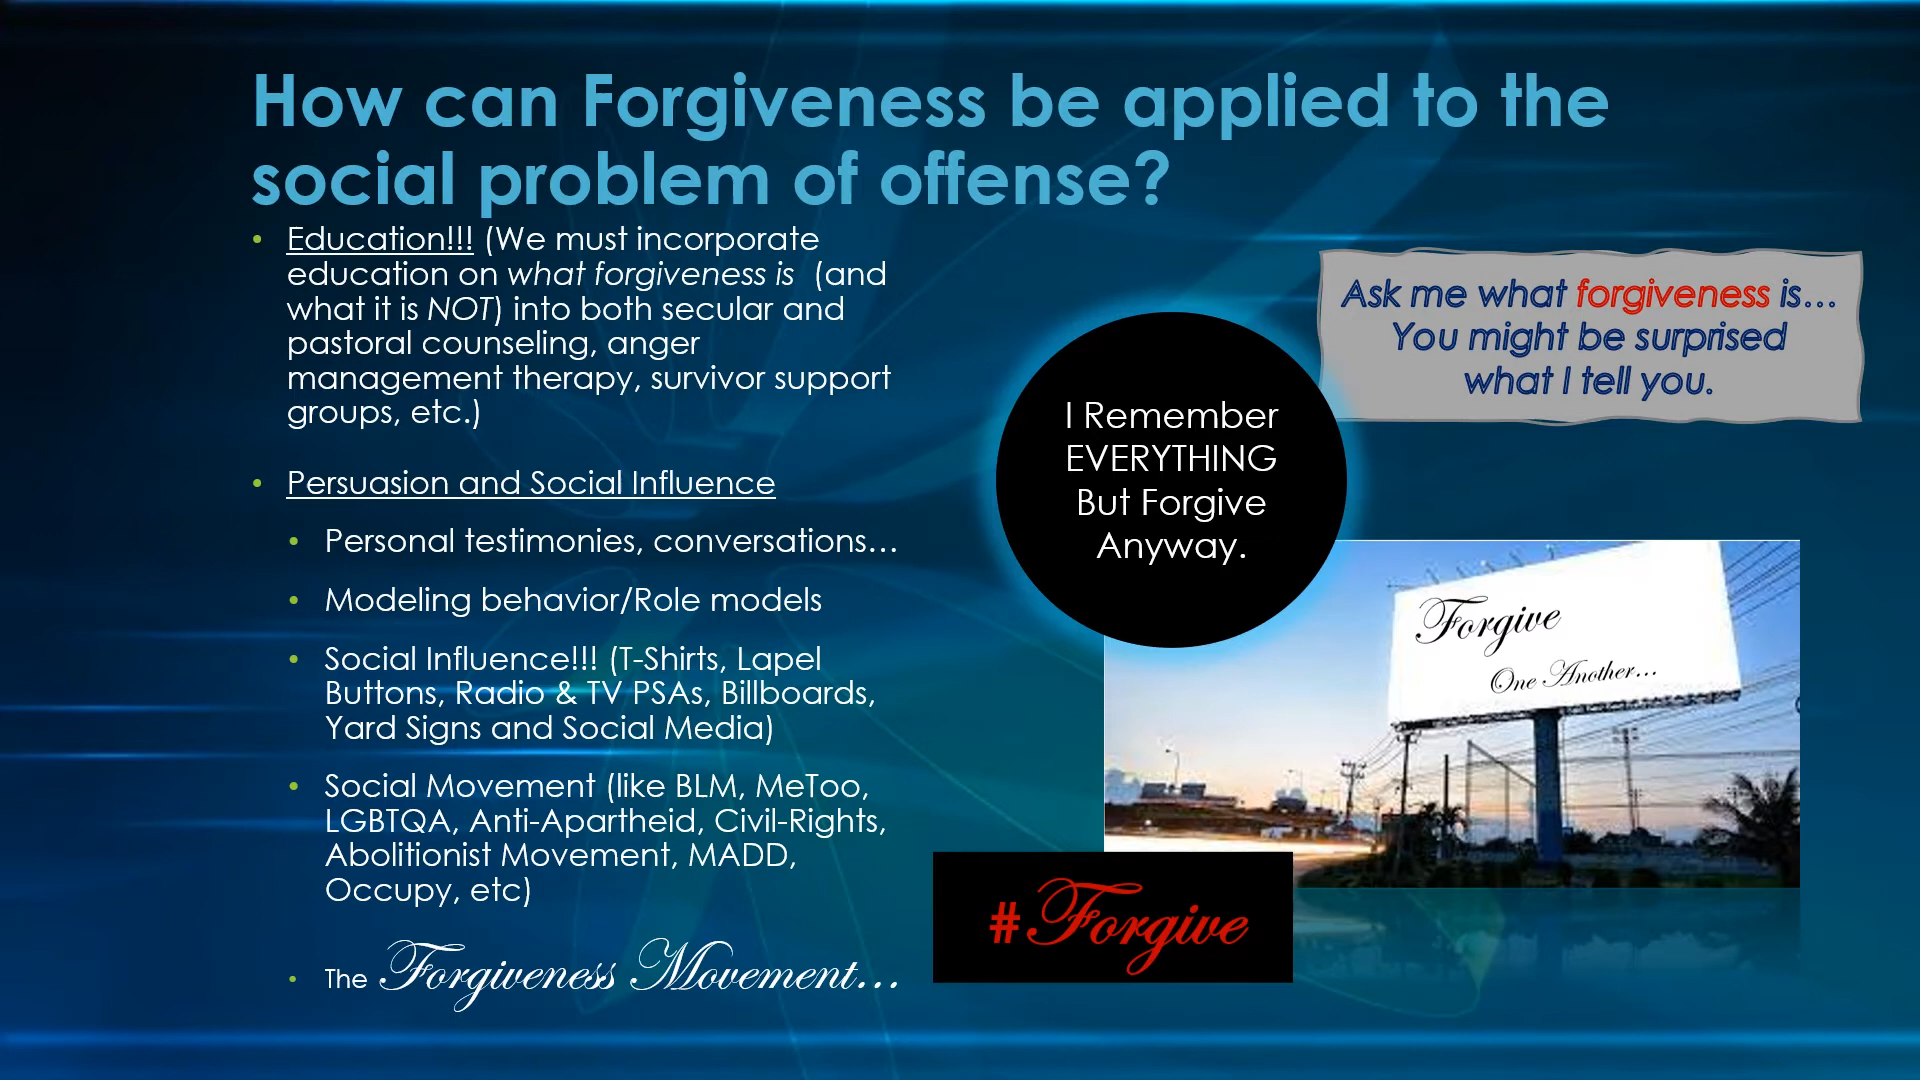 How can Forgiveness be applied to the
social problem of offense?
• Education!!! (We must incorporate
education on what forgiveness is (and
what it is NOT) into both secular and
pastoral counseling, anger
management therapy, survivor support
groups, etc.)
• Persuasion and Social Influence
• Personal testimonies, conversations…
• Modeling behavior/Role models
• Social Influence!!! (T-Shirts, Lapel
Buttons, Radio & TV PSAs, Billboards,
Yard Signs and Social Media)
• Social Movement (like BLM, MeToo,
LGBTQA, Anti-Apartheid, Civil-Rights,
Abolitionist Movement, MADD,
Occupy, etc)
• The Forgiveness Movement…
Ask me what forgiveness is…
You might be surprised
what I tell you.
I Remember
EVERYTHING
But Forgive
Anyway.
Forgive
One Another…
#Forgive